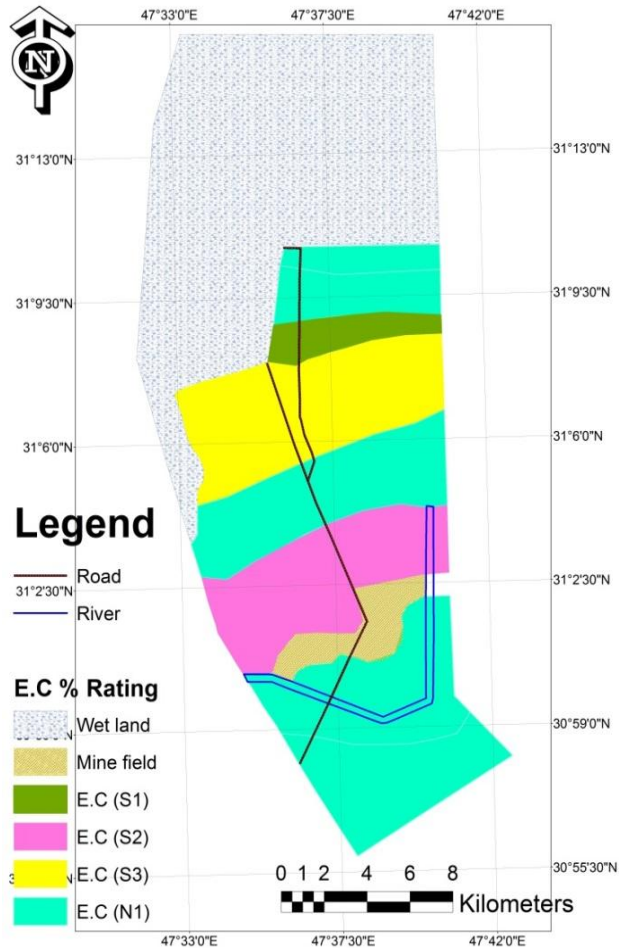 47°33'0"E 47°37'30"E 47°42'0"E
N
31°13'0"N 31°13'0"N
31°9'30"N 31°9'30"N
31°6'0"N 31°6'0"N
Legend
Road
31°2'30"N 31°2'30"N
River
E.C % Rating
Wet land
30°59'0"N
Mine field
E.C (S1)
E.C (S2)
E.C (S3)
30°55'30"N
0 1 2 4 6 8
Kilometers
E.C (N1)
47°33'0"E 47°37'30"E 47°42'0"E